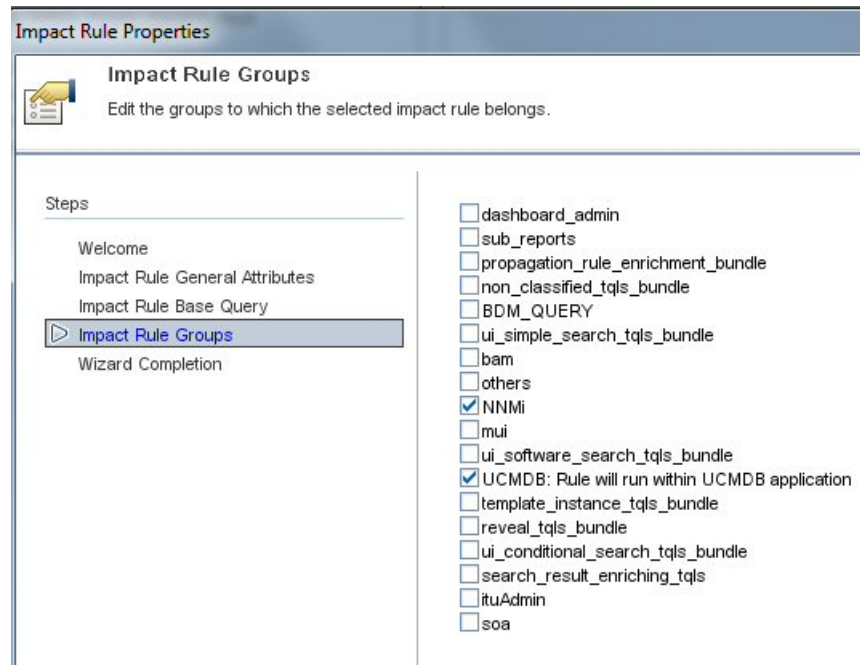 Impact Rule Properties
Impact Rule Groups
Edit the groups to which the selected impact rule belongs.
Steps
Welcome
Impact Rule General Attributes
Impact Rule Base Query
Impact Rule Groups
Wizard Completion
dashboard_admin
sub_reports
propagation_rule_enrichment_bundle
non_classified_tqls_bundle
BDM_QUERY
ui_simple_search_tqls_bundle
bam
others
NNMi
mui
ui_software_search_tqls_bundle
UCMDB: Rule will run within UCMDB application
template_instance_tqls_bundle
reveal_tqls_bundle
ui_conditional_search_tqls_bundle
search_result_enriching_tqls
ituAdmin
soa